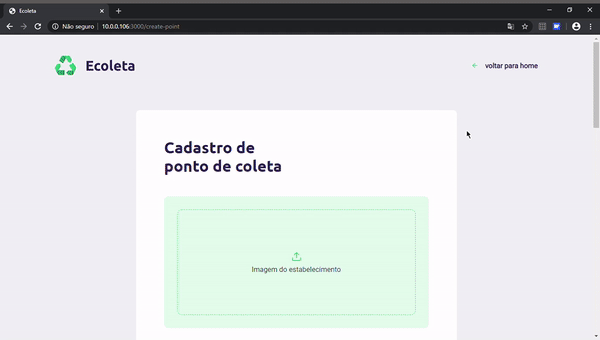 Ecoleta
Não seguro | 10.0.0.106:3000/create-point
Ecoleta
voltar para home
Cadastro de
ponto de coleta
Imagem do estabelecimento